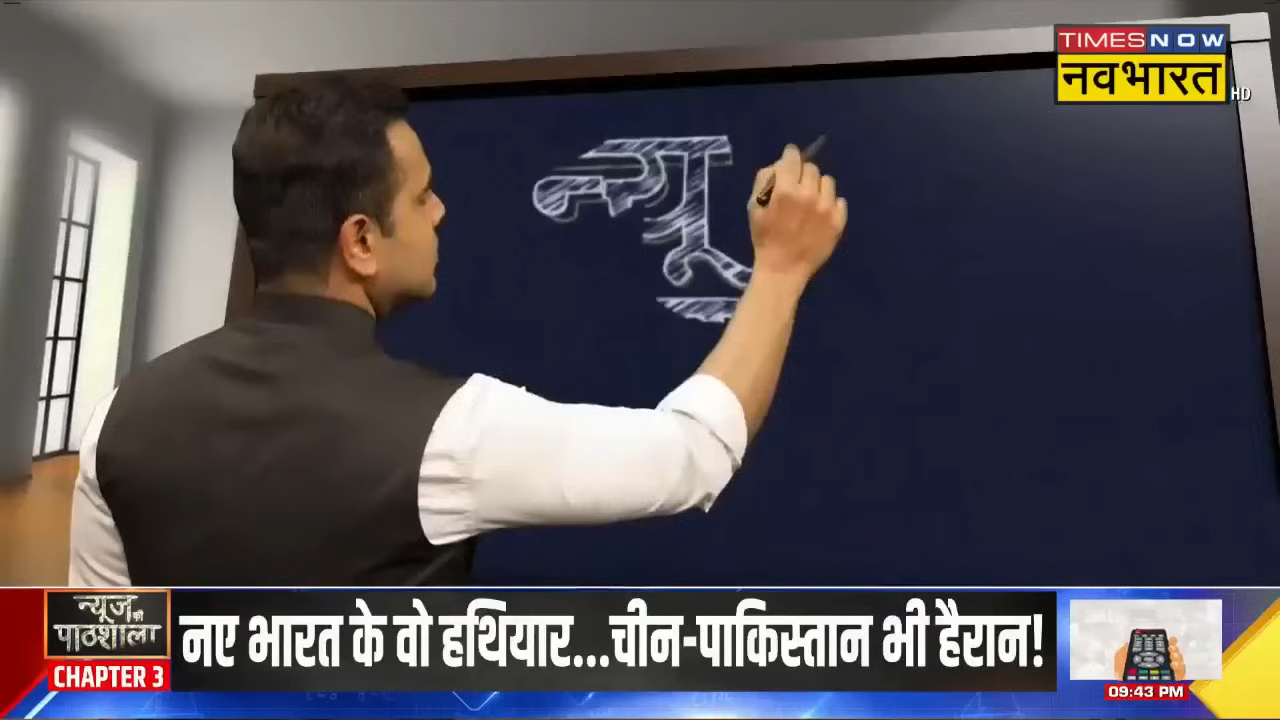 TIMES NOW
नवभारत
HD
न्यू
न्यूज की
पाठशाला
CHAPTER 3
नए भारत के वो हथियार...चीन-पाकिस्तान भी हैरान!
09:43 PM